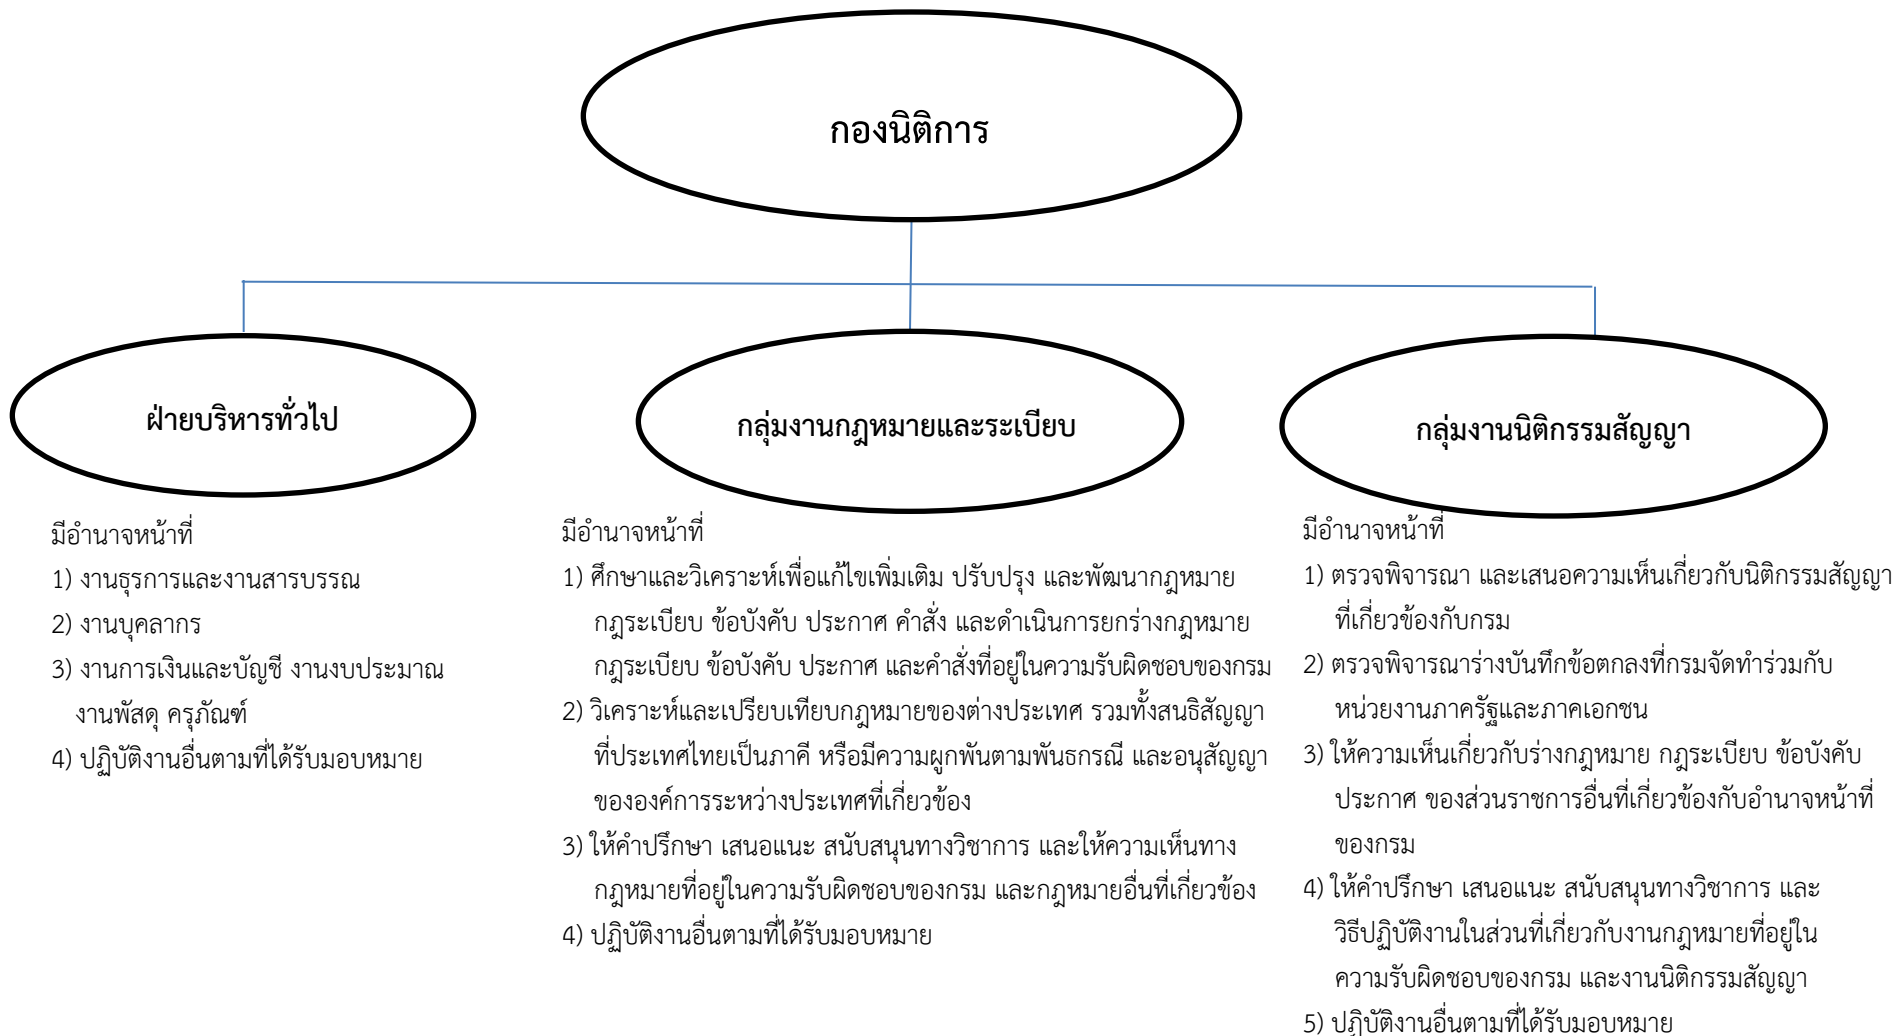 กองนิติการ
ฝ่ายบริหารทั่วไป
มีอำนาจหน้าที่
1) งานธุรการและงานสารบรรณ
2) งานบุคลากร
3) งานการเงินและบัญชี งานงบประมาณ
งานพัสดุ ครุภัณฑ์
4) ปฏิบัติงานอื่นตามที่ได้รับมอบหมาย
กลุ่มงานกฎหมายและระเบียบ
มีอำนาจหน้าที่
1) ศึกษาและวิเคราะห์เพื่อแก้ไขเพิ่มเติม ปรับปรุง และพัฒนากฎหมาย
กฎระเบียบ ข้อบังคับ ประกาศ คำสั่ง และดำเนินการยกร่างกฎหมาย
กฎระเบียบ ข้อบังคับ ประกาศ และคำสั่งที่อยู่ในความรับผิดชอบของกรม
2) วิเคราะห์และเปรียบเทียบกฎหมายของต่างประเทศ รวมทั้งสนธิสัญญา
ที่ประเทศไทยเป็นภาคี หรือมีความผูกพันตามพันธกรณี และอนุสัญญา
ขององค์การระหว่างประเทศที่เกี่ยวข้อง
3) ให้คำปรึกษา เสนอแนะ สนับสนุนทางวิชาการ และให้ความเห็นทาง
กฎหมายที่อยู่ในความรับผิดชอบของกรม และกฎหมายอื่นที่เกี่ยวข้อง
4) ปฏิบัติงานอื่นตามที่ได้รับมอบหมาย
กลุ่มงานนิติกรรมสัญญา
มีอำนาจหน้าที่
1) ตรวจพิจารณา และเสนอความเห็นเกี่ยวกับนิติกรรมสัญญา
ที่เกี่ยวข้องกับกรม
2) ตรวจพิจารณาร่างบันทึกข้อตกลงที่กรมจัดทำร่วมกับ
หน่วยงานภาครัฐและภาคเอกชน
3) ให้ความเห็นเกี่ยวกับร่างกฎหมาย กฎระเบียบ ข้อบังคับ
ประกาศ ของส่วนราชการอื่นที่เกี่ยวข้องกับอำนาจหน้าที่
ของกรม
4) ให้คำปรึกษา เสนอแนะ สนับสนุนทางวิชาการ และ
วิธีปฏิบัติงานในส่วนที่เกี่ยวกับงานกฎหมายที่อยู่ใน
ความรับผิดชอบของกรม และงานนิติกรรมสัญญา
5) ปฏิบัติงานอื่นตามที่ได้รับมอบหมาย